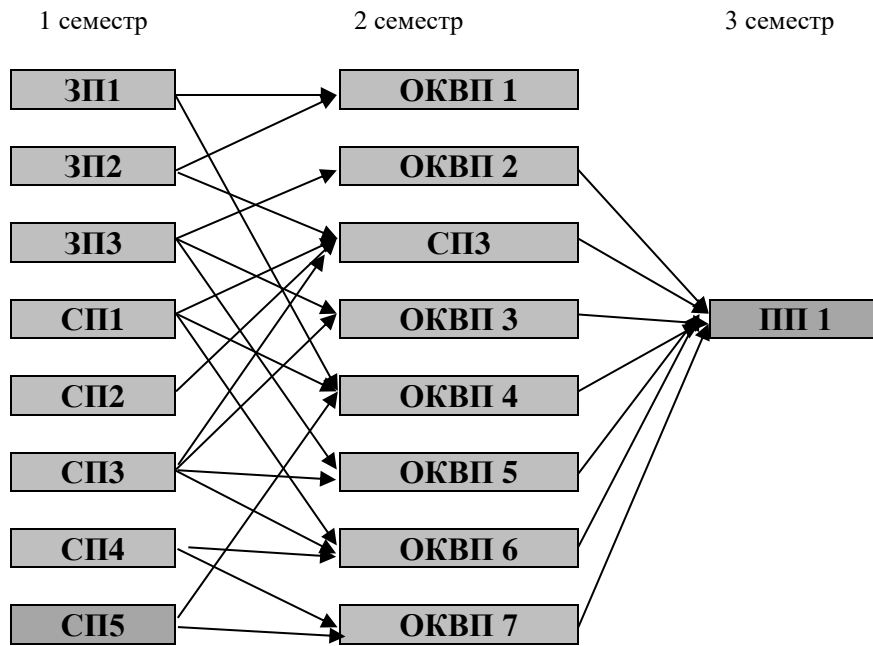 1 семестр 2 семестр 3 семестр
ЗП1 ОКВП 1
ЗП2 ОКВП 2
ЗП3 СП3
ПП 1
СП1 ОКВП 3
СП2 ОКВП 4
СП3 ОКВП 5
СП4 ОКВП 6
СП5 ОКВП 7